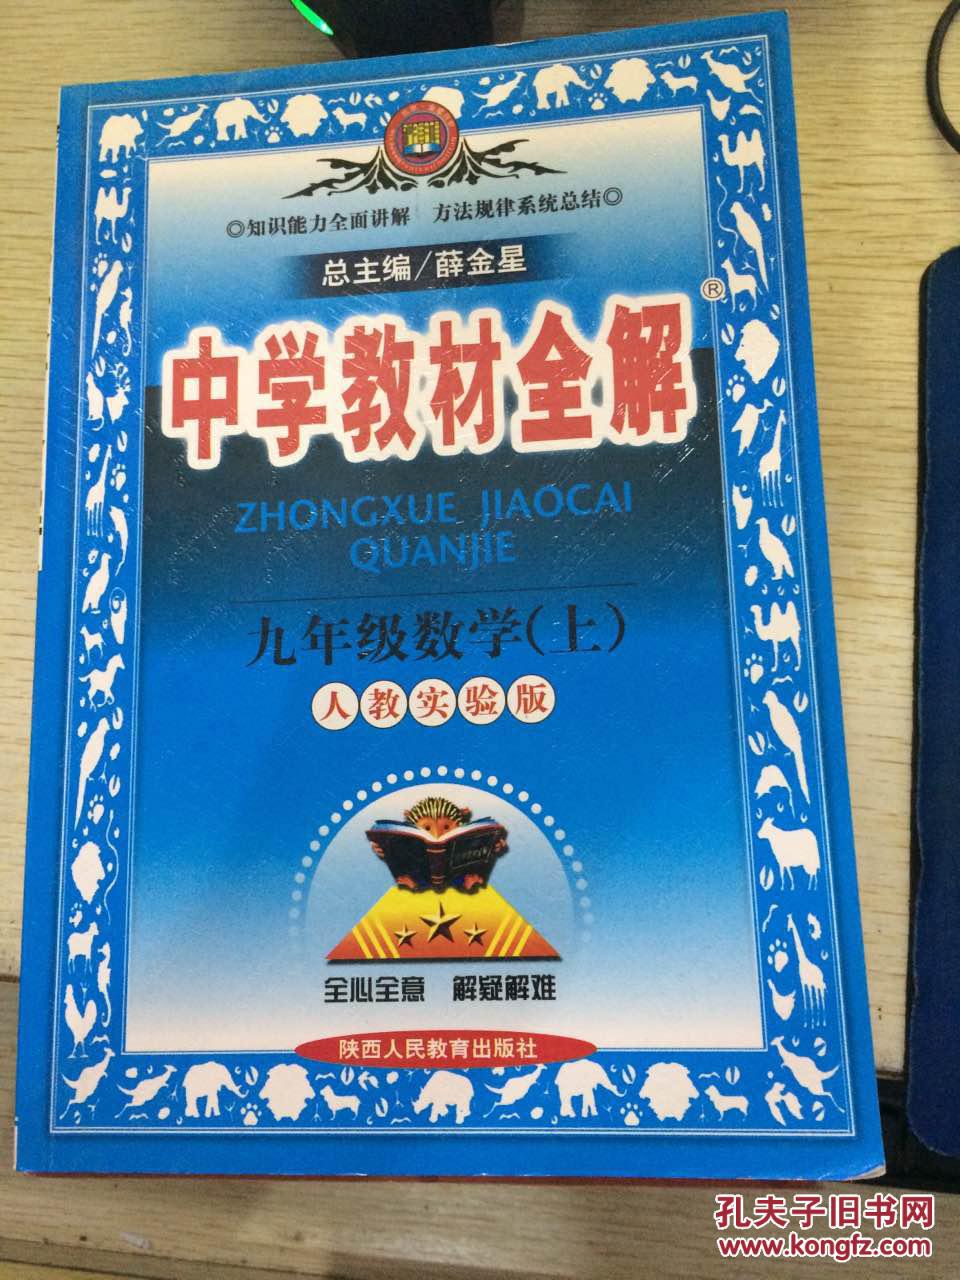 ◎知识能力全面讲解 方法规律系统总结◎
总主编/薛金星
中学教材全解®
ZHONGXUE JIAOCAI
QUANJIE
九年级数学(上)
人教实验版
全心全意 解疑解难
陕西人民教育出版社
孔夫子旧书网
www.kongfz.com